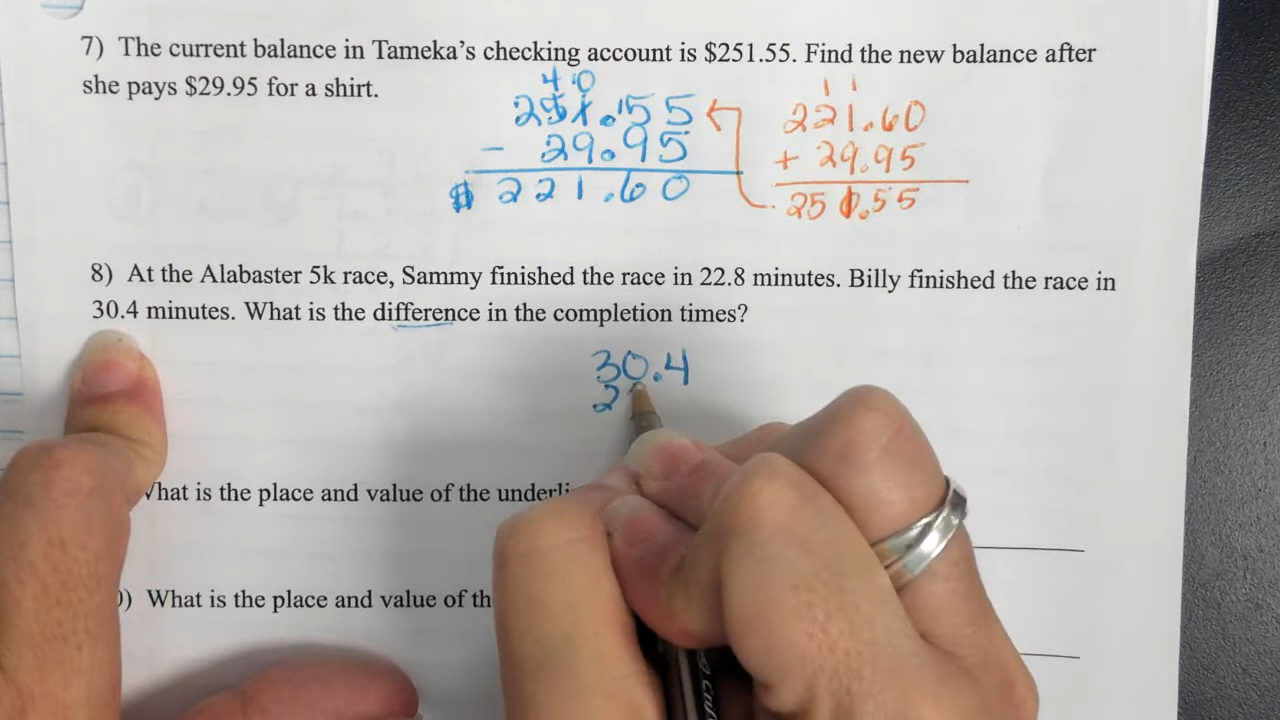 7) The current balance in Tameka's checking account is $251.55. Find the new balance after
she pays $29.95 for a shirt.
4 10
251.155
- 29.95
$221.60
1 1
221.60
+ 29.95
251.55
8) At the Alabaster 5k race, Sammy finished the race in 22.8 minutes. Billy finished the race in
30.4 minutes. What is the difference in the completion times?
30.4
2
What is the place and value of the
What is the place and value of